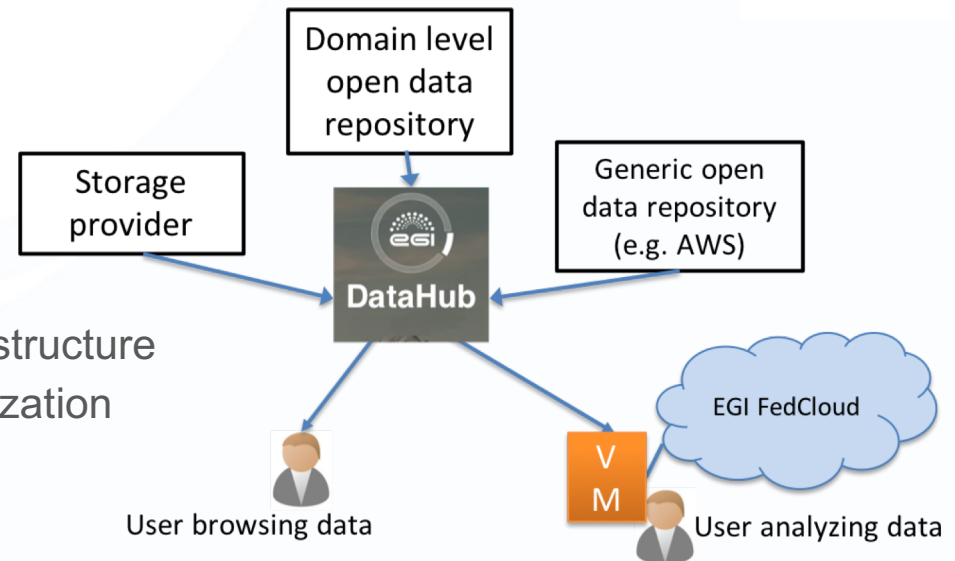 Domain level
open data
repository
Storage
provider
Generic open
data repository
(e.g. AWS)
egi
DataHub
structure
ization
EGI FedCloud
V
M
User browsing data
User analyzing data